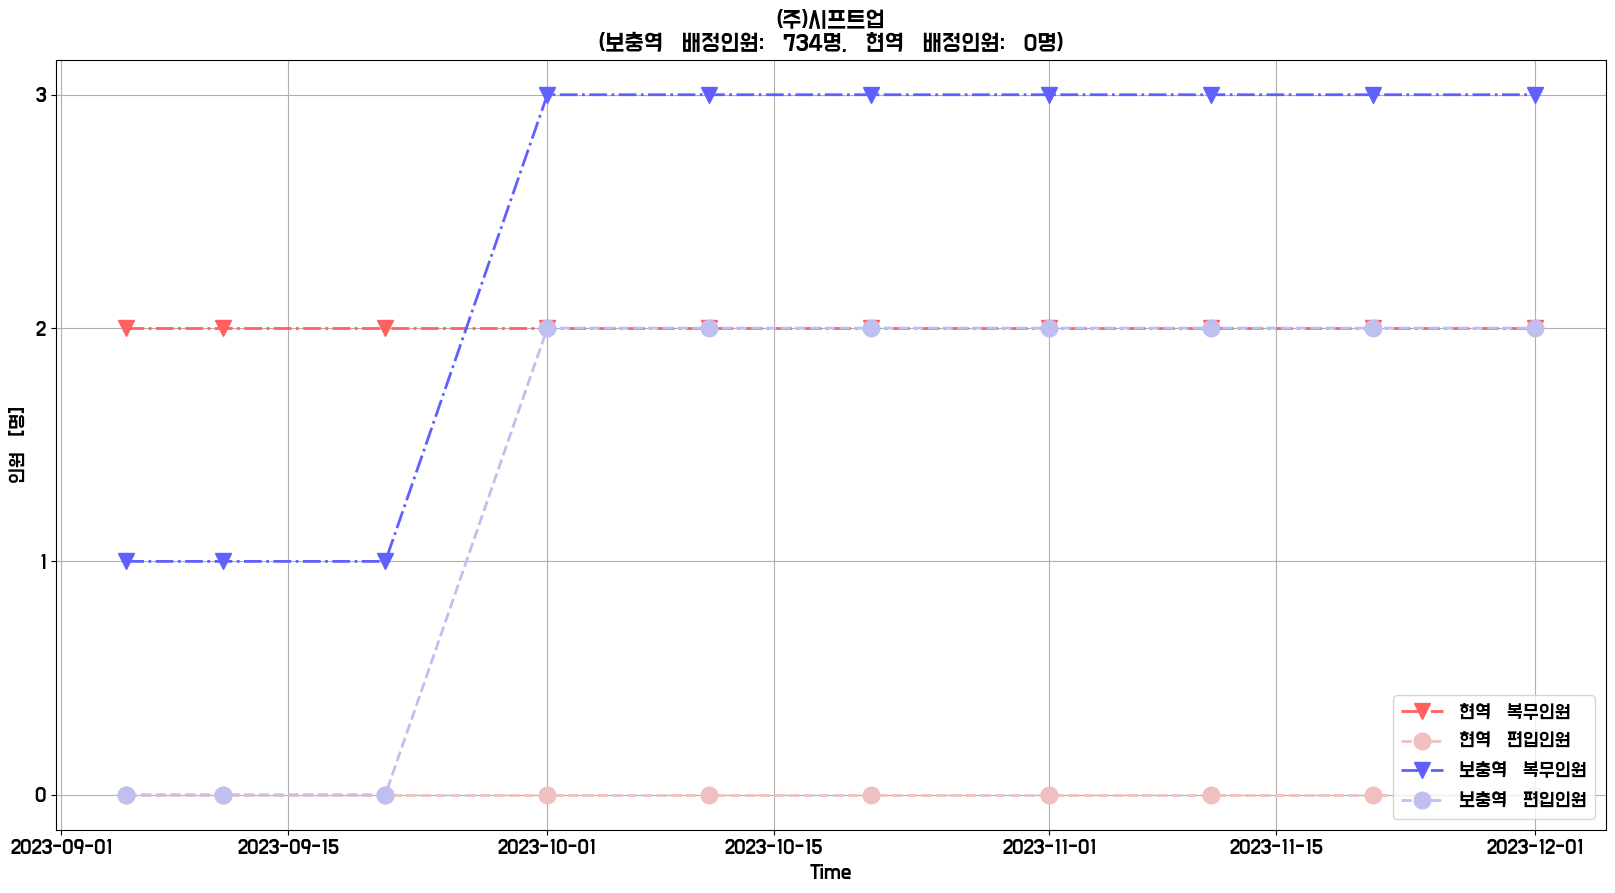 (주)시프트업
(보충역 배정인원: 734명, 현역 배정인원: 0명)
3
2
1
0
인원 [명]
현역 복무인원
현역 편입인원
보충역 복무인원
보충역 편입인원
2023-09-01 2023-09-15 2023-10-01 2023-10-15 2023-11-01 2023-11-15 2023-12-01
Time